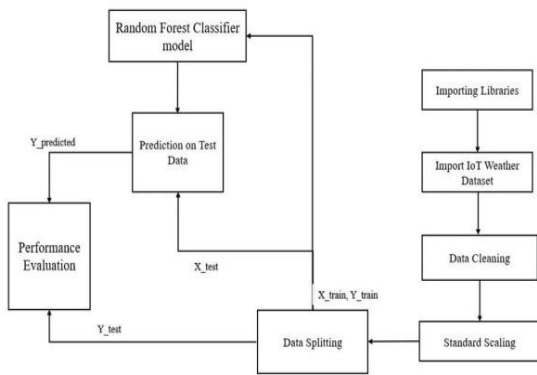 Random Forest Classifier
model
Importing Libraries
Y_predicted
Prediction on Test
Data
Import IoT Weather
Dataset
Performance
Evaluation
Data Cleaning
X_test
X_train, Y_train
Y_test
Data Splitting
Standard Scaling